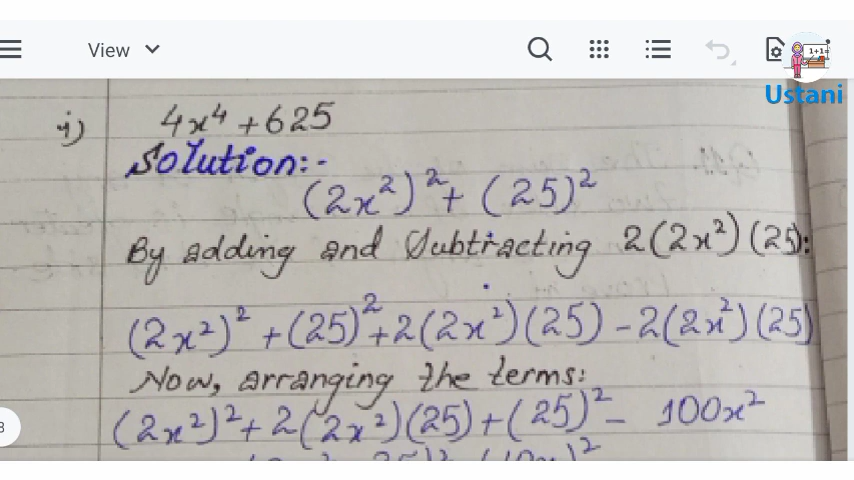 View
1+1=
Ustani
i) 4x⁴ + 625
Solution:-
(2x²)² + (25)²
By adding and Subtracting 2(2x²)(25):
(2x²)² + (25)² + 2(2x²)(25) - 2(2x²)(25)
Now, arranging the terms:
(2x²)² + 2(2x²)(25) + (25)² - 100x²